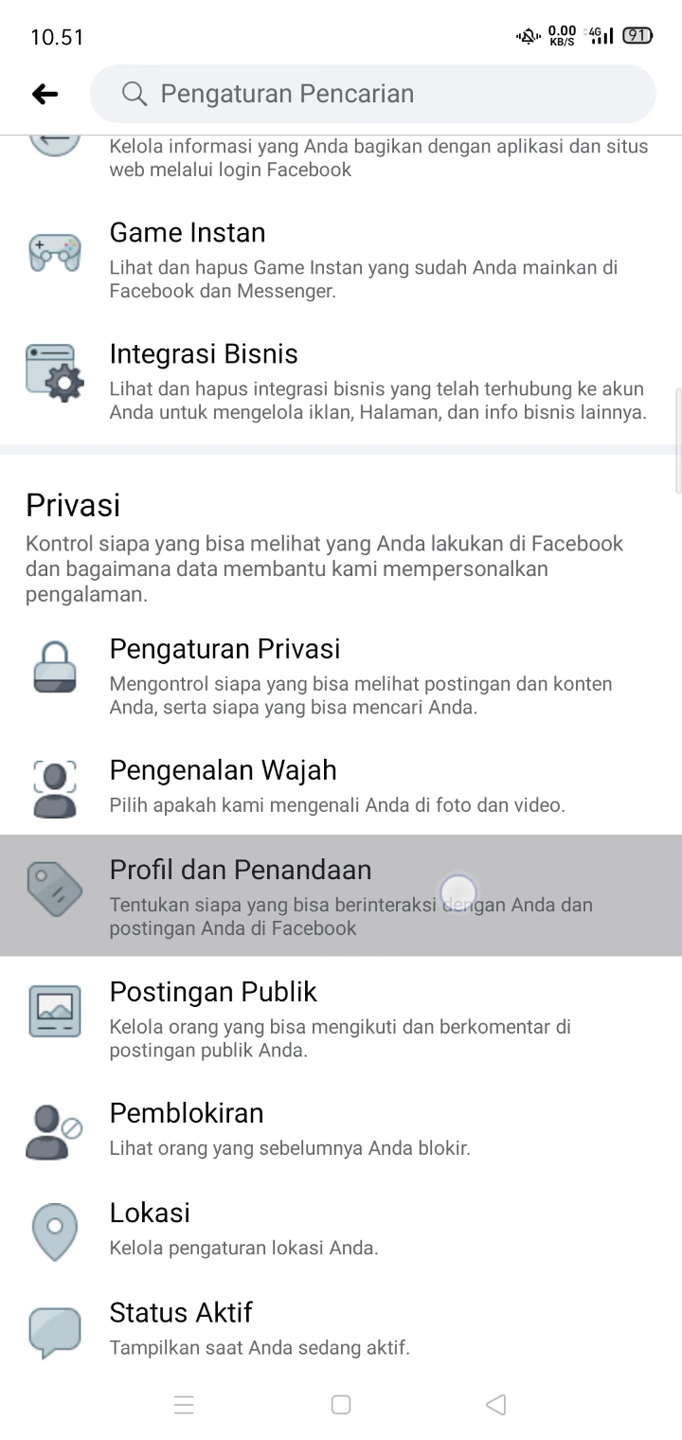 10.51
0.00
KB/S
4G
91
Pengaturan Pencarian
Kelola informasi yang Anda bagikan dengan aplikasi dan situs
web melalui login Facebook
Game Instan
Lihat dan hapus Game Instan yang sudah Anda mainkan di
Facebook dan Messenger.
Integrasi Bisnis
Lihat dan hapus integrasi bisnis yang telah terhubung ke akun
Anda untuk mengelola iklan, Halaman, dan info bisnis lainnya.
Privasi
Kontrol siapa yang bisa melihat yang Anda lakukan di Facebook
dan bagaimana data membantu kami mempersonalkan
pengalaman.
Pengaturan Privasi
Mengontrol siapa yang bisa melihat postingan dan konten
Anda, serta siapa yang bisa mencari Anda.
Pengenalan Wajah
Pilih apakah kami mengenali Anda di foto dan video.
Profil dan Penandaan
Tentukan siapa yang bisa berinteraksi dengan Anda dan
postingan Anda di Facebook
Postingan Publik
Kelola orang yang bisa mengikuti dan berkomentar di
postingan publik Anda.
Pemblokiran
Lihat orang yang sebelumnya Anda blokir.
Lokasi
Kelola pengaturan lokasi Anda.
Status Aktif
Tampilkan saat Anda sedang aktif.